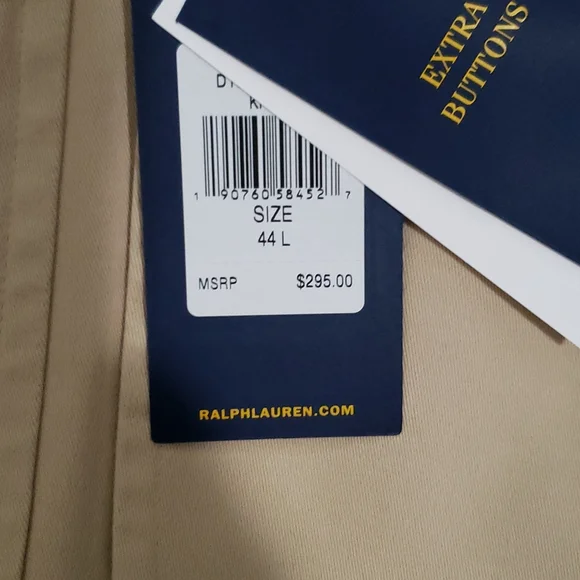 1 90760 58452 7
SIZE
44 L
MSRP $295.00
RALPHLAUREN.COM
EXTRA
BUTTONS